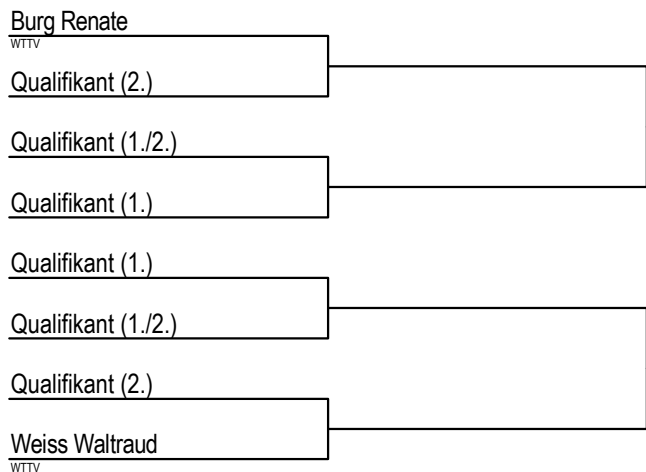 Burg Renate
WTTV
Qualifikant (2.)
Qualifikant (1./2.)
Qualifikant (1.)
Qualifikant (1.)
Qualifikant (1./2.)
Qualifikant (2.)
Weiss Waltraud
WTTV